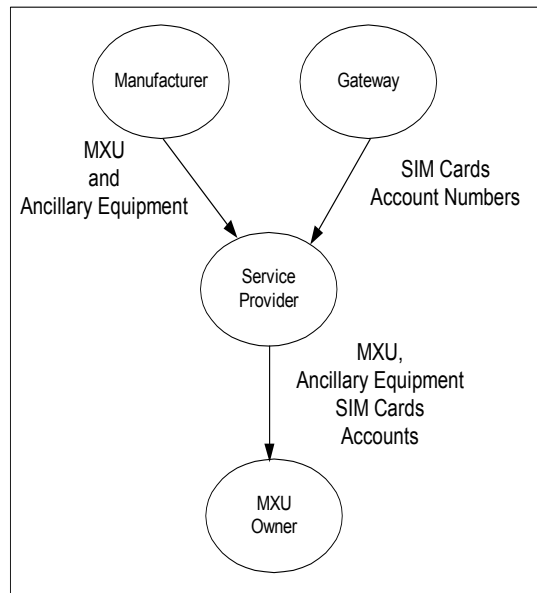 Manufacturer
Gateway
MXU
and
Ancillary Equipment
SIM Cards
Account Numbers
Service
Provider
MXU,
Ancillary Equipment
SIM Cards
Accounts
MXU
Owner